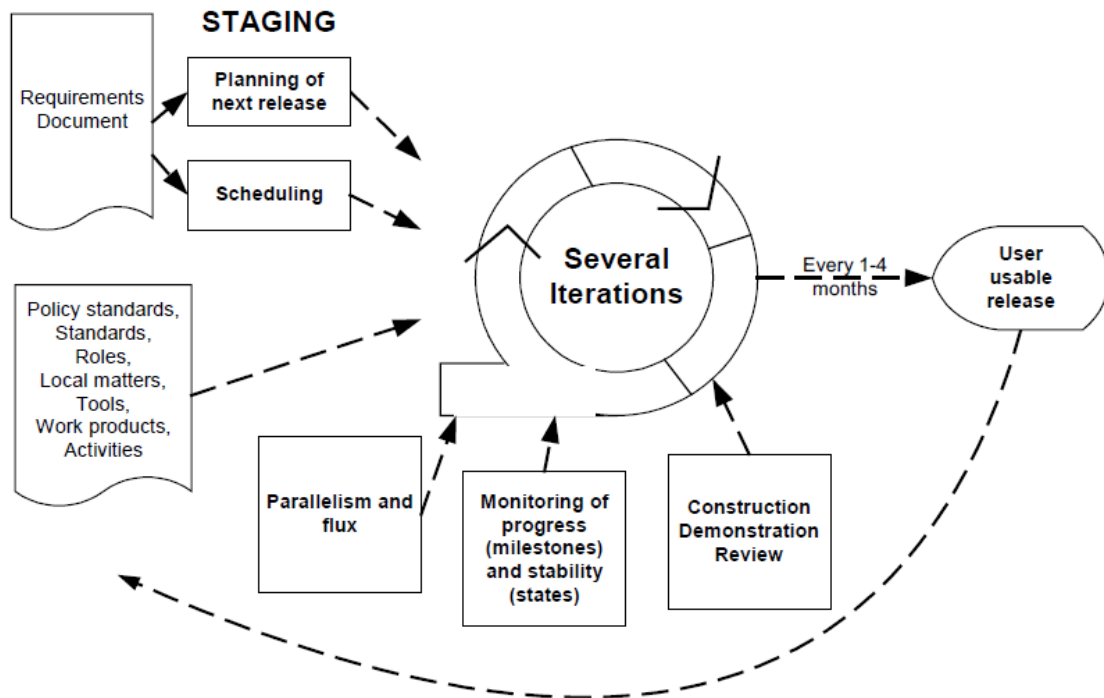 STAGING
Requirements
Document
Planning of
next release
Scheduling
Policy standards,
Standards,
Roles,
Local matters,
Tools,
Work products,
Activities
Several
Iterations
Every 1-4
months
User
usable
release
Parallelism and
flux
Monitoring of
progress
(milestones)
and stability
(states)
Construction
Demonstration
Review